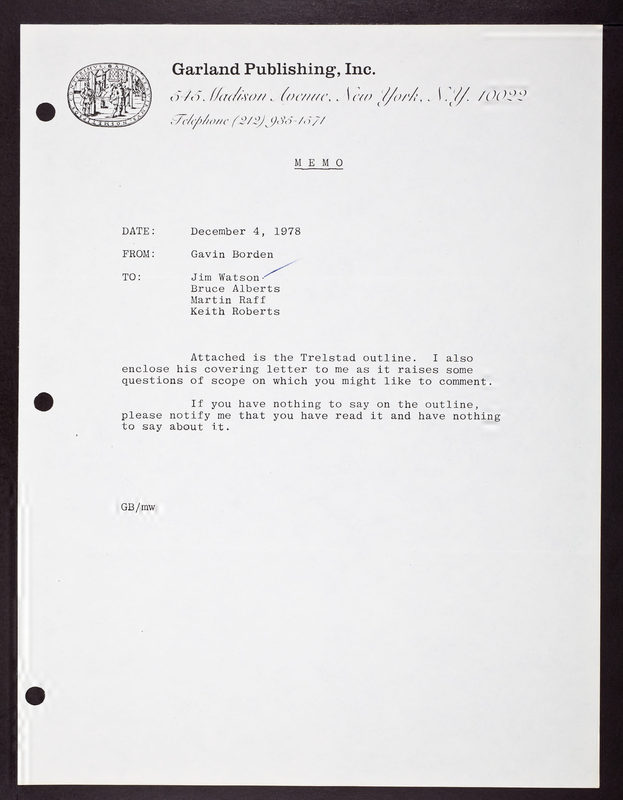 Garland Publishing, Inc.
545 Madison Avenue, New York, N.Y. 10022
Telephone (212)
MEMO
DATE: December 4, 1978
FROM: Gavin Borden
TO: Jim Watson
Bruce Alberts
Martin Raff
Keith Roberts
Attached is the Trelstad outline. I also
enclose his covering letter to me as it raises some
questions of scope on which you might like to comment.
If you have nothing to say on the outline,
please notify me that you have read it and have nothing
to say about it.
GB/mw